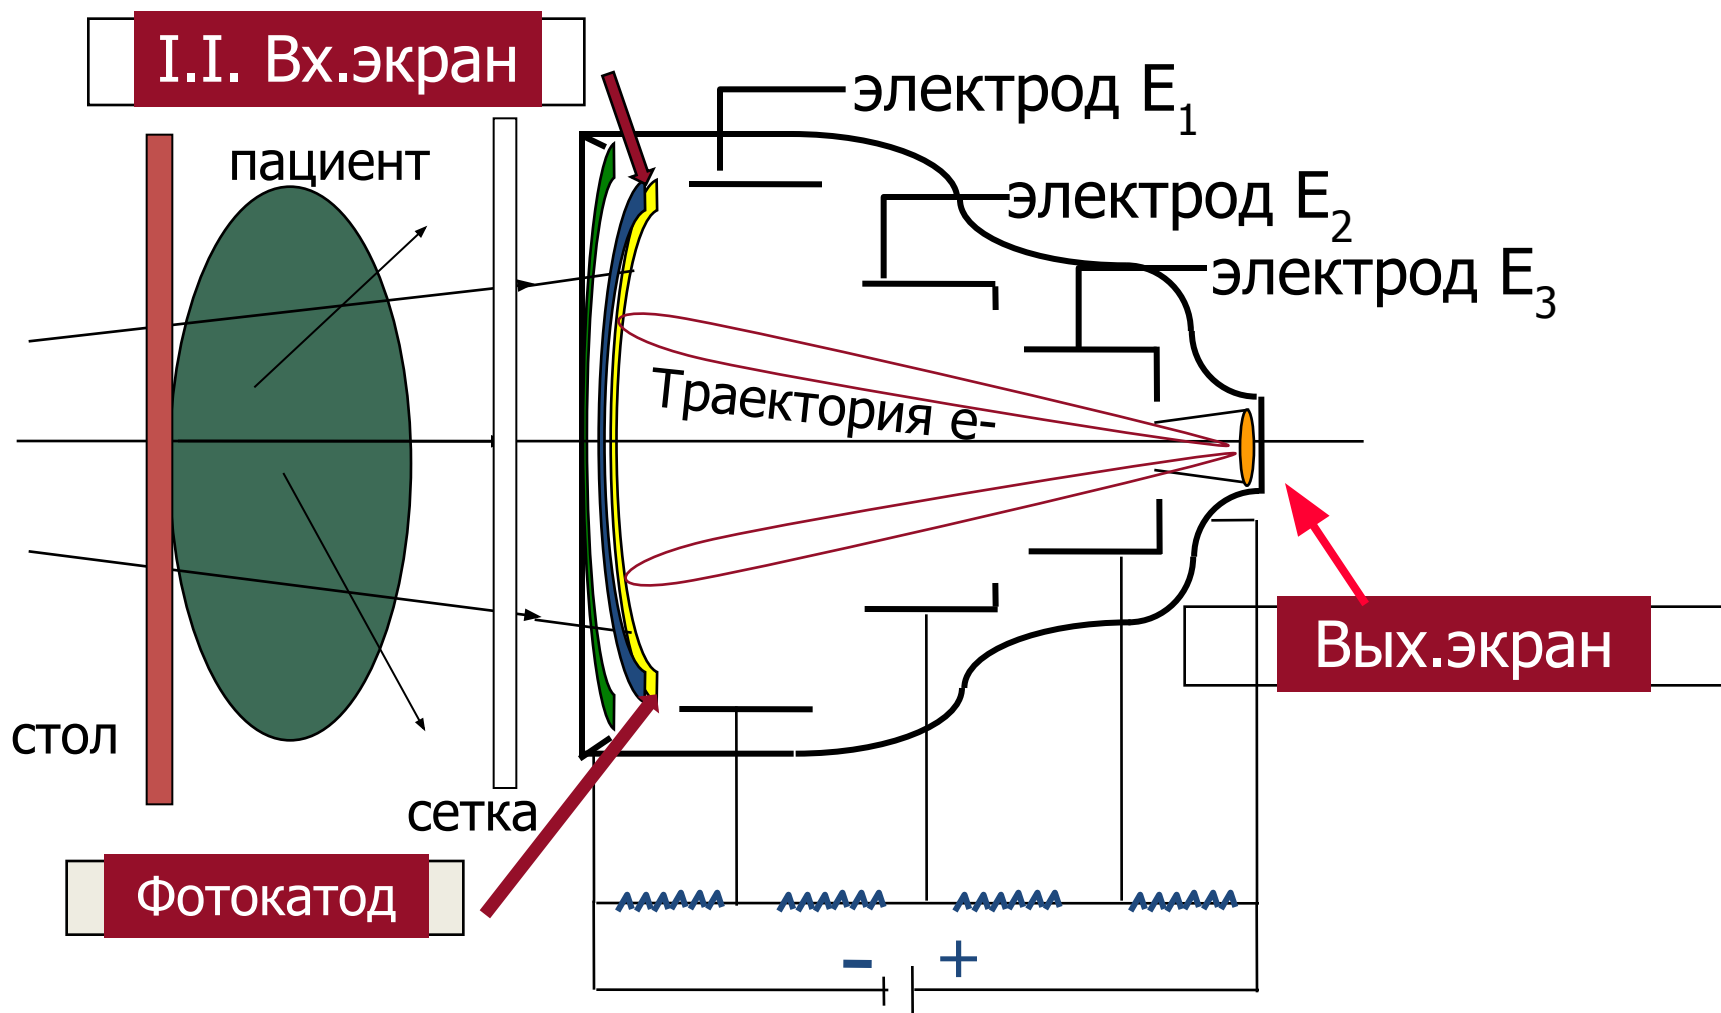 I.I. Вх.экран
электрод E1
пациент
электрод E2
электрод E3
Траектория e-
Вых.экран
стол
сетка
Фотокатод
- +